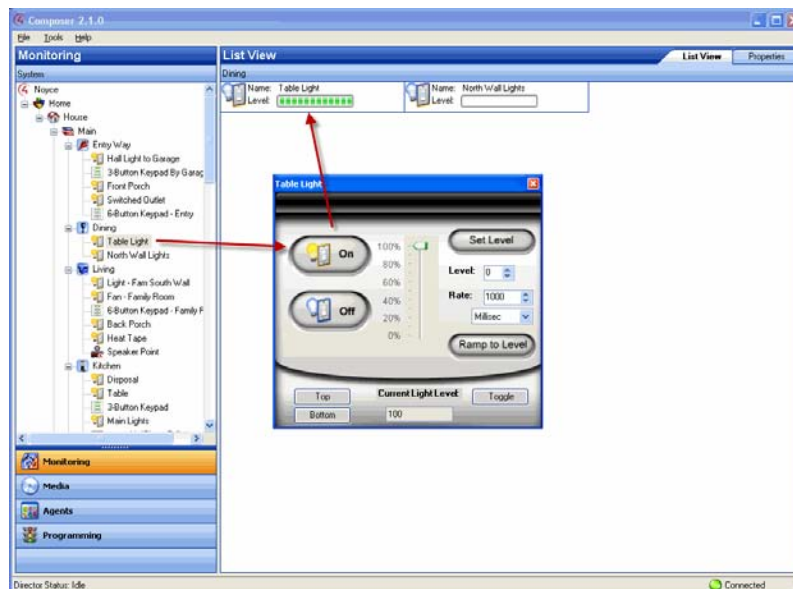 Composer 2.1.0
File Tools Help
Monitoring
System
Noyce
Home
House
Main
Entry Way
Hall Light to Garage
3-Button Keypad By Garag
Front Porch
Switched Outlet
6-Button Keypad - Entry
Dining
Table Light
North Wall Lights
Living
Light - Fam South Wall
Fan - Family Room
6-Button Keypad - Family F
Back Porch
Heat Tape
Speaker Point
Kitchen
Disposal
Table
3-Button Keypad
Main Lights
Monitoring
Media
Agents
Programming
List View
List View Properties
Dining
Name: Table Light
Level:
Name: North Wall Lights
Level:
Table Light
On
Off
100%
80%
60%
40%
20%
0%
Set Level
Level: 0
Rate: 1000
Millisec
Ramp to Level
Top
Bottom
Current Light Level:
100
Toggle
Director Status: Idle
Connected